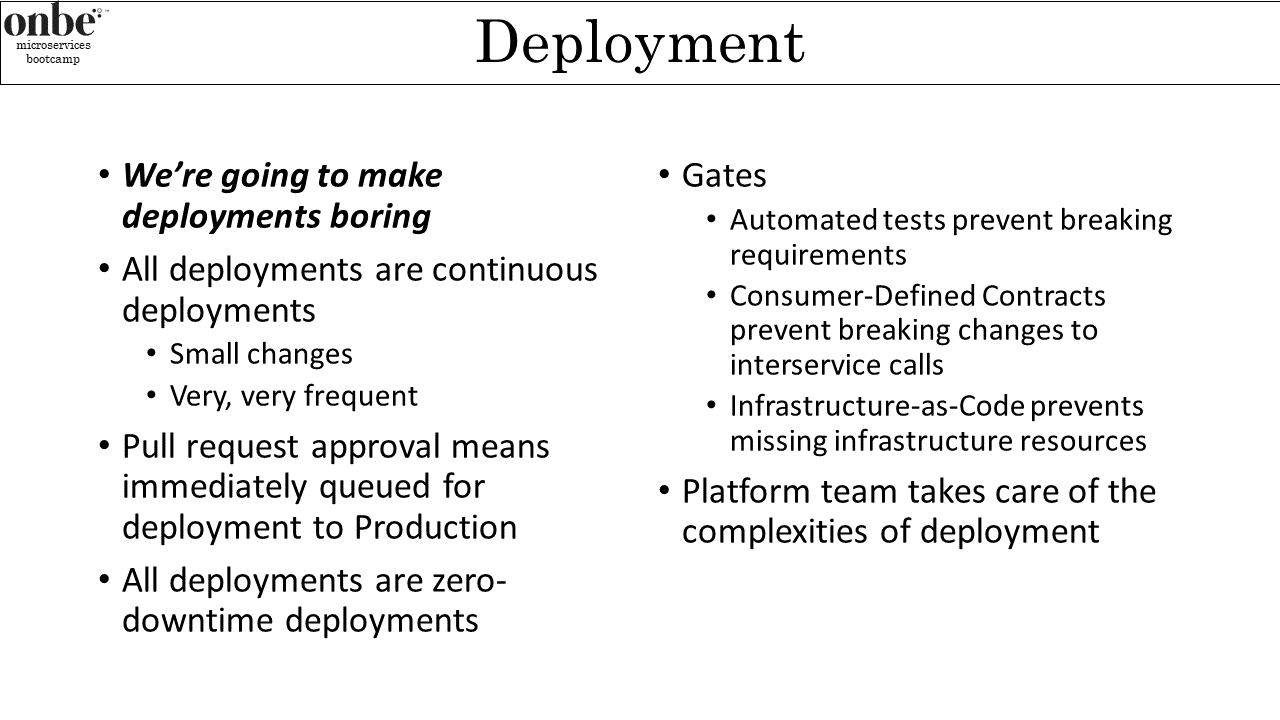 onbe
microservices
bootcamp
Deployment
• We’re going to make
deployments boring
• All deployments are continuous
deployments
• Small changes
• Very, very frequent
• Pull request approval means
immediately queued for
deployment to Production
• All deployments are zero-
downtime deployments
• Gates
• Automated tests prevent breaking
requirements
• Consumer-Defined Contracts
prevent breaking changes to
interservice calls
• Infrastructure-as-Code prevents
missing infrastructure resources
• Platform team takes care of the
complexities of deployment